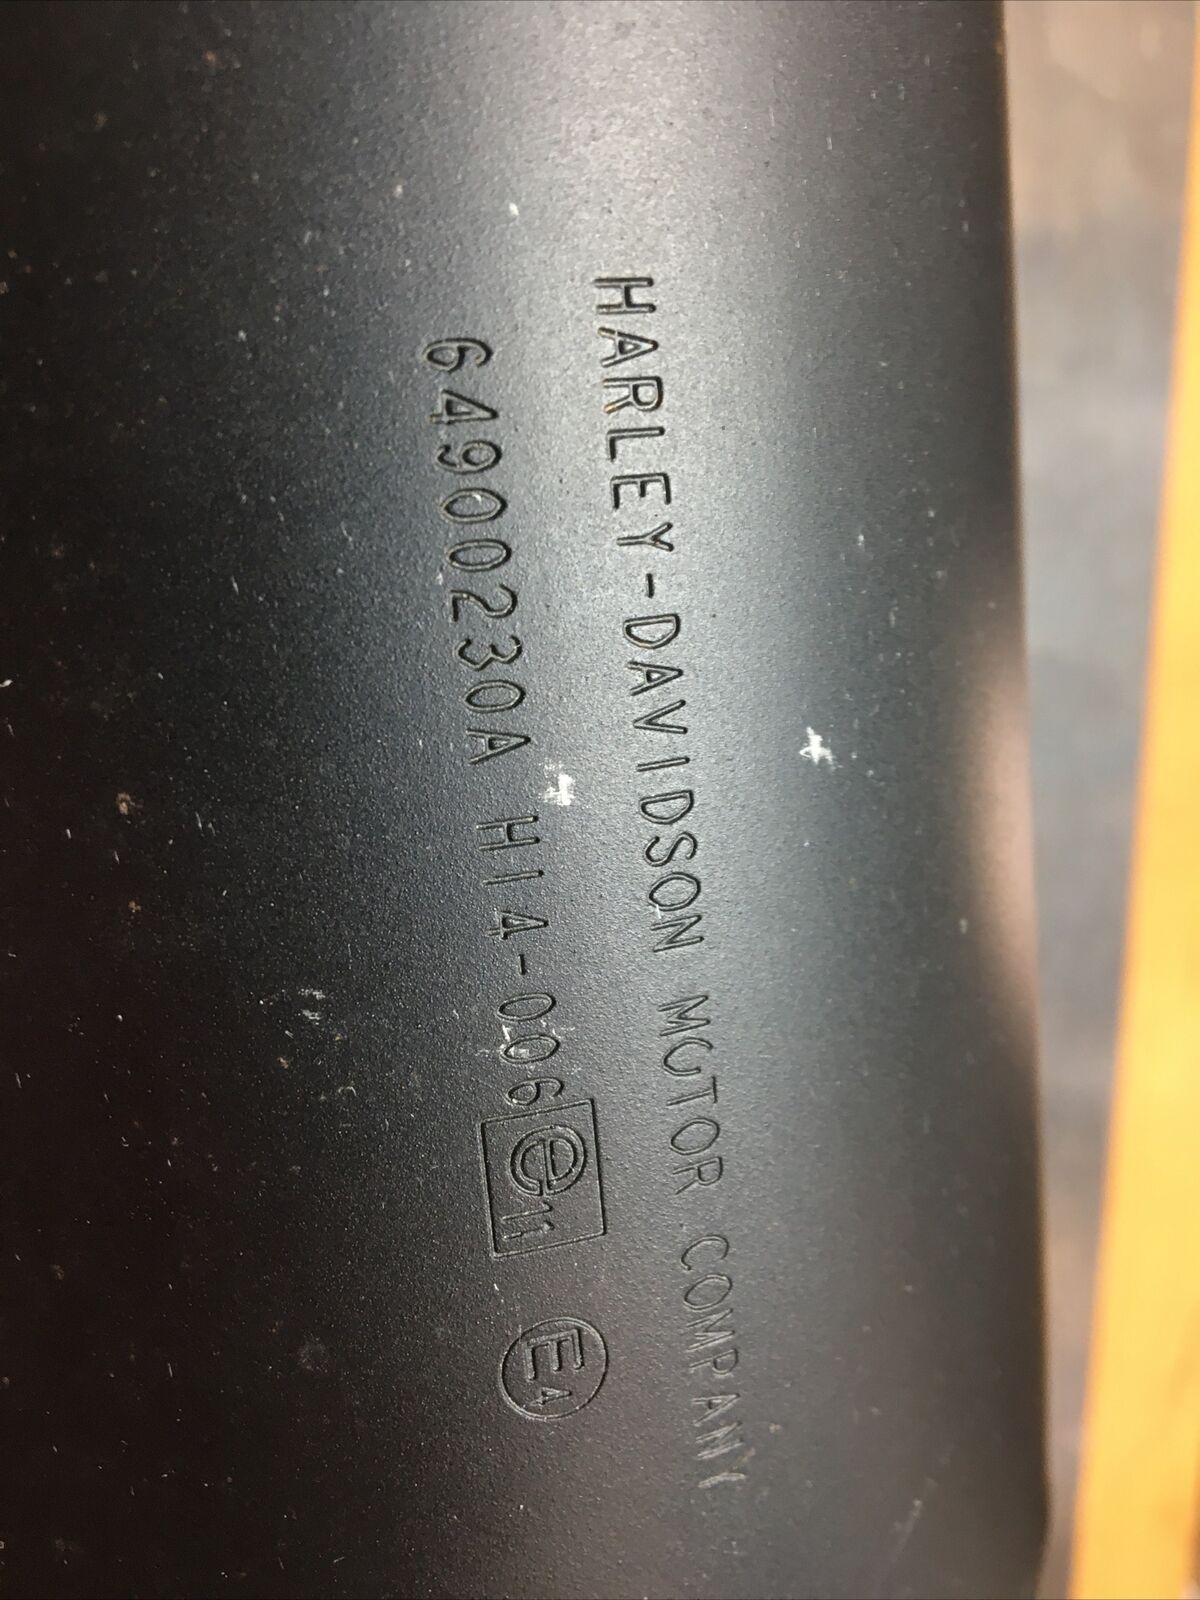 HARLEY-DAVIDSON MOTOR COMPANY
64900230A H14-006 e11 E4